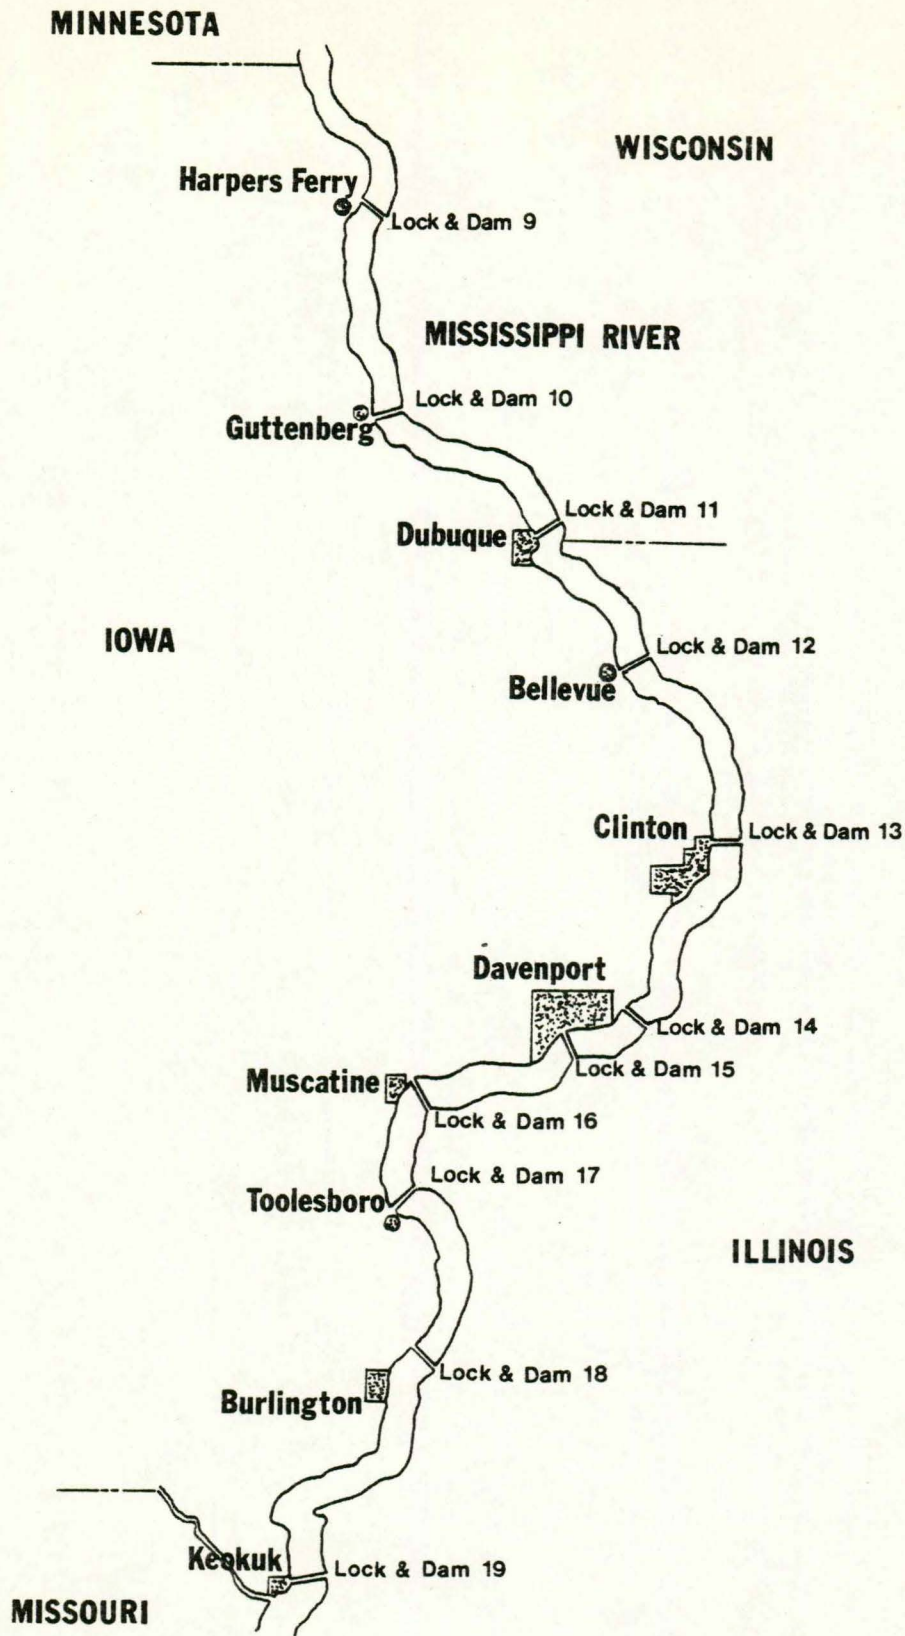 MINNESOTA
WISCONSIN
Harpers Ferry
Lock & Dam 9
MISSISSIPPI RIVER
Lock & Dam 10
Guttenberg
Lock & Dam 11
Dubuque
IOWA
Lock & Dam 12
Bellevue
Clinton
Lock & Dam 13
Davenport
Lock & Dam 14
Lock & Dam 15
Muscatine
Lock & Dam 16
Lock & Dam 17
Toolesboro
ILLINOIS
Lock & Dam 18
Burlington
Keokuk
Lock & Dam 19
MISSOURI